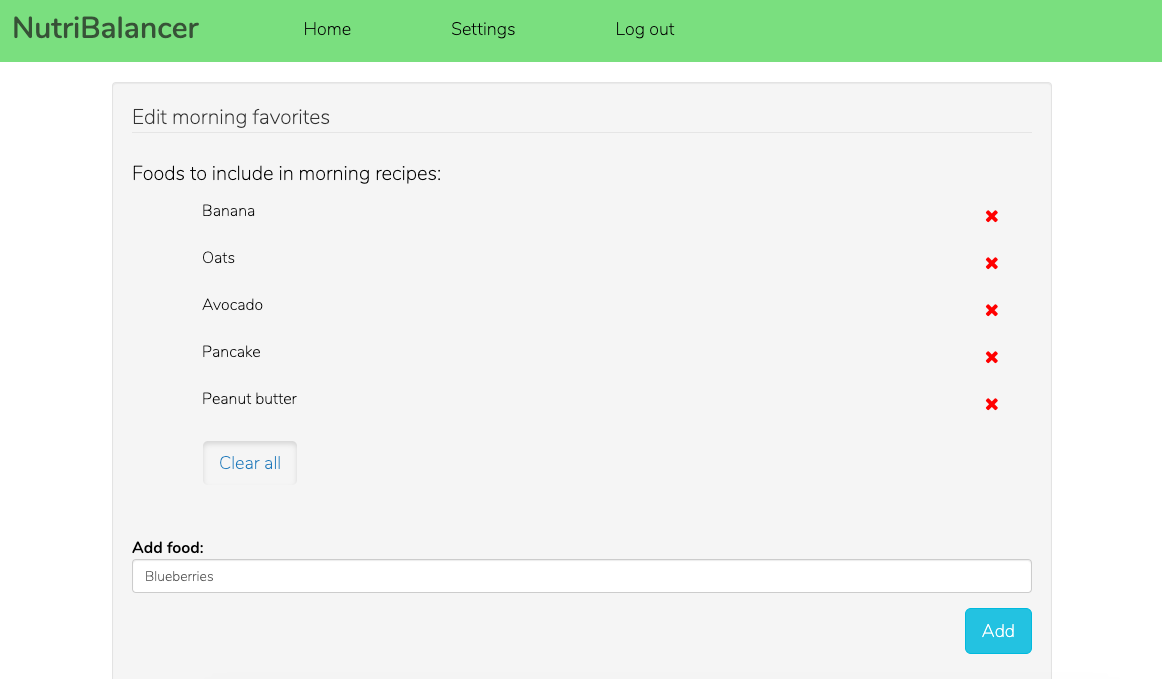 NutriBalancer Home Settings Log out
Edit morning favorites
Foods to include in morning recipes:
Banana
Oats
Avocado
Pancake
Peanut butter
Clear all
Add food:
Blueberries
Add